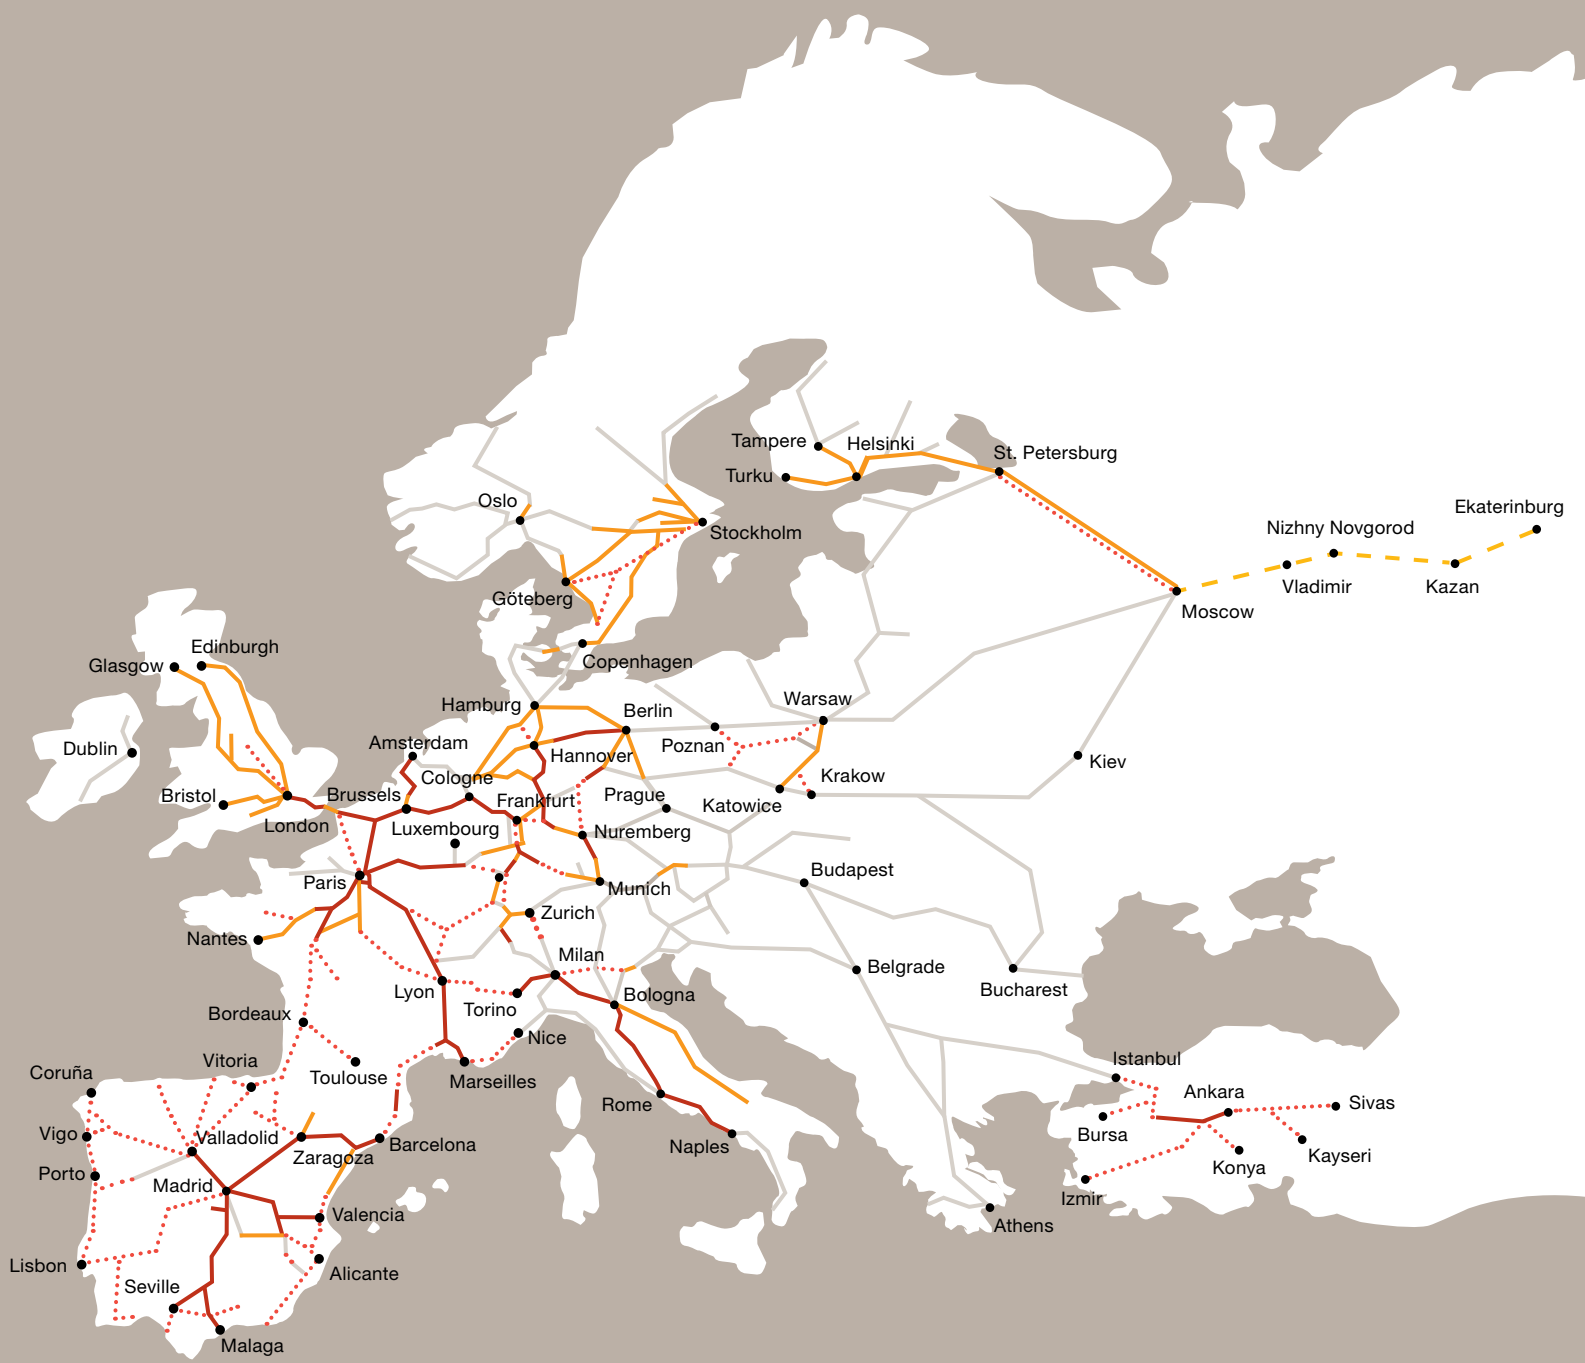 Tampere
Helsinki
St. Petersburg
Turku
Oslo
Ekaterinburg
Nizhny Novgorod
Stockholm
Vladimir
Kazan
Göteberg
Moscow
Edinburgh
Glasgow
Copenhagen
Hamburg
Berlin
Warsaw
Dublin
Amsterdam
Hannover
Poznan
Kiev
Cologne
Bristol
Brussels
Frankfurt
Prague
Krakow
Katowice
London
Luxembourg
Nuremberg
Paris
Munich
Budapest
Nantes
Zurich
Milan
Belgrade
Lyon
Torino
Bologna
Bucharest
Bordeaux
Nice
Vitoria
Toulouse
Marseilles
Istanbul
Coruña
Rome
Ankara
Sivas
Vigo
Valladolid
Zaragoza
Barcelona
Naples
Bursa
Kayseri
Porto
Madrid
Konya
Izmir
Valencia
Athens
Lisbon
Alicante
Seville
Malaga